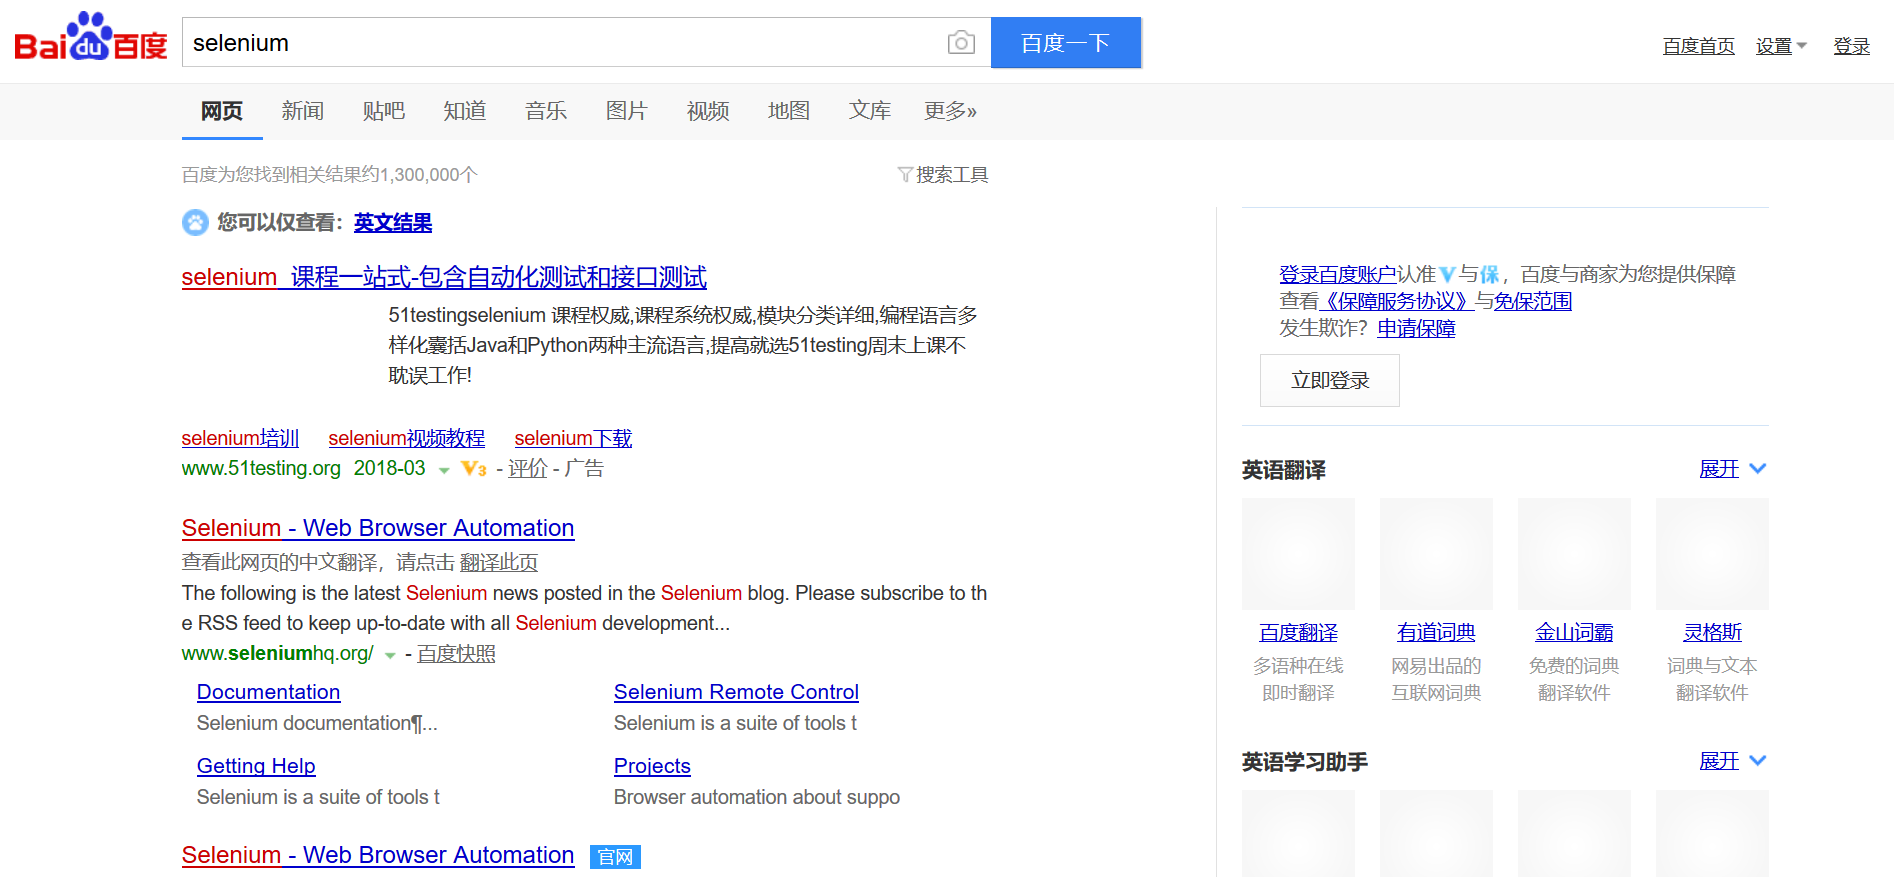 Baidu百度
selenium
百度一下
百度首页 设置 登录
网页 新闻 贴吧 知道 音乐 图片 视频 地图 文库 更多»
百度为您找到相关结果约1,300,000个
搜索工具
您可以仅查看：英文结果
selenium 课程一站式-包含自动化测试和接口测试
51testingselenium 课程权威,课程系统权威,模块分类详细,编程语言多
样化囊括Java和Python两种主流语言,提高就选51testing周末上课不
耽误工作!
selenium培训 selenium视频教程 selenium下载
www.51testing.org 2018-03 V3 - 评价 - 广告
Selenium - Web Browser Automation
查看此网页的中文翻译，请点击 翻译此页
The following is the latest Selenium news posted in the Selenium blog. Please subscribe to th
e RSS feed to keep up-to-date with all Selenium development...
www.seleniumhq.org/ - 百度快照
Documentation Selenium Remote Control
Selenium documentation¶... Selenium is a suite of tools t
Getting Help Projects
Selenium is a suite of tools t Browser automation about suppo
Selenium - Web Browser Automation 官网
登录百度账户认准V与保，百度与商家为您提供保障
查看《保障服务协议》与免保范围
发生欺诈？申请保障
立即登录
英语翻译 展开
百度翻译 有道词典 金山词霸 灵格斯
多语种在线 网易出品的 免费的词典 词典与文本
即时翻译 互联网词典 翻译软件 翻译软件
英语学习助手 展开